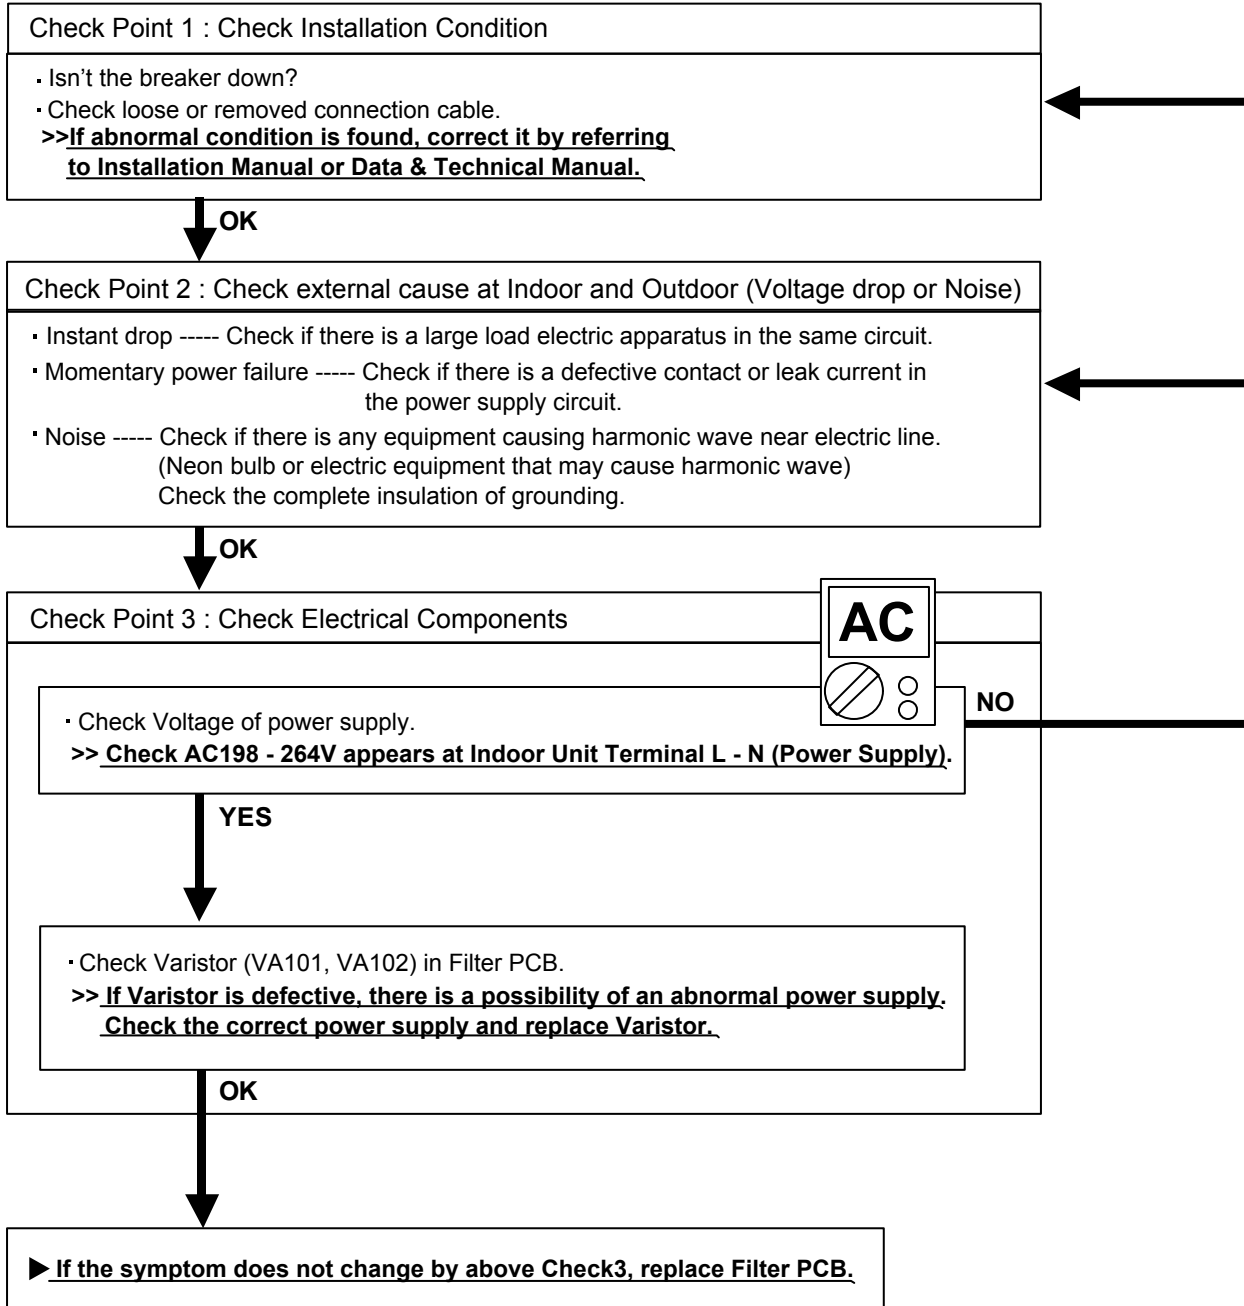 Check Point 1 : Check Installation Condition
· Isn't the breaker down?
· Check loose or removed connection cable.
>>If abnormal condition is found, correct it by referring
to Installation Manual or Data & Technical Manual.
OK
Check Point 2 : Check external cause at Indoor and Outdoor (Voltage drop or Noise)
· Instant drop ----- Check if there is a large load electric apparatus in the same circuit.
· Momentary power failure ----- Check if there is a defective contact or leak current in
the power supply circuit.
· Noise ----- Check if there is any equipment causing harmonic wave near electric line.
(Neon bulb or electric equipment that may cause harmonic wave)
Check the complete insulation of grounding.
OK
Check Point 3 : Check Electrical Components
AC
· Check Voltage of power supply.
>> Check AC198 - 264V appears at Indoor Unit Terminal L - N (Power Supply).
NO
YES
· Check Varistor (VA101, VA102) in Filter PCB.
>> If Varistor is defective, there is a possibility of an abnormal power supply.
Check the correct power supply and replace Varistor.
OK
▶ If the symptom does not change by above Check3, replace Filter PCB.